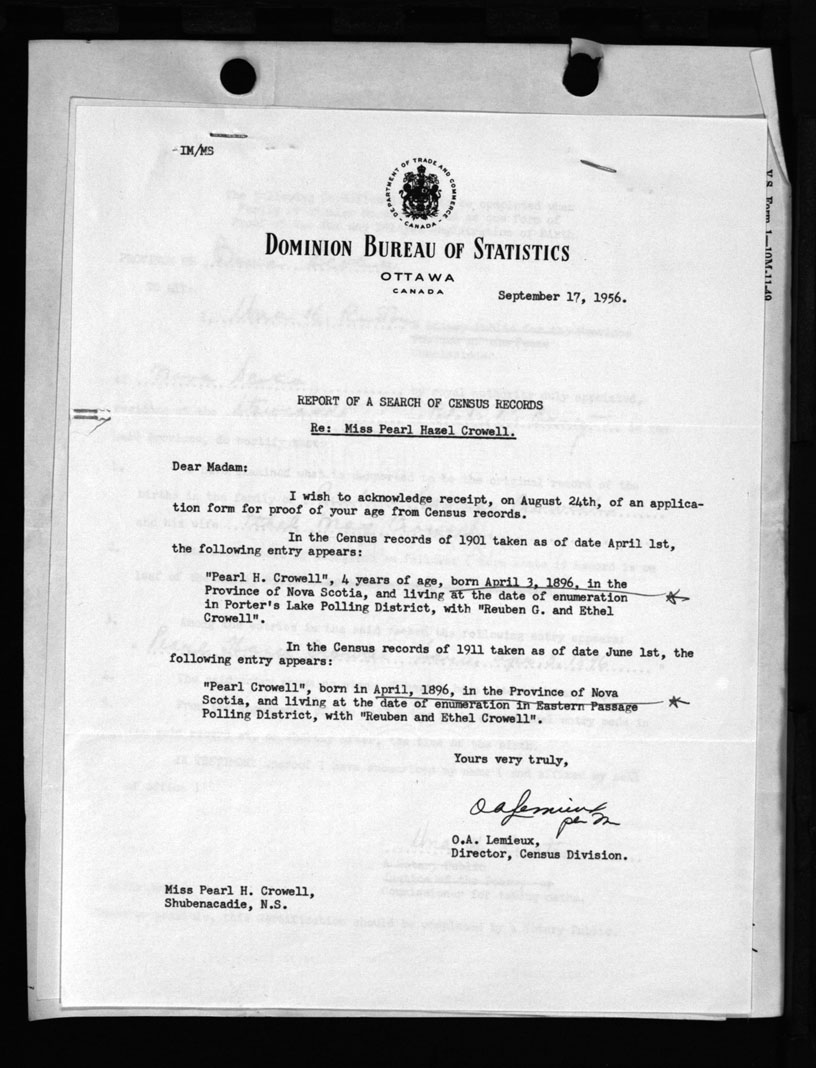 -IM/MS
DEPARTMENT OF TRADE AND COMMERCE
CANADA
DOMINION BUREAU OF STATISTICS
OTTAWA
CANADA
September 17, 1956.
V.S. Form 1—10M-11-49
REPORT OF A SEARCH OF CENSUS RECORDS
Re: Miss Pearl Hazel Crowell.
Dear Madam:
I wish to acknowledge receipt, on August 24th, of an applica-
tion form for proof of your age from Census records.
In the Census records of 1901 taken as of date April 1st,
the following entry appears:
"Pearl H. Crowell", 4 years of age, born April 3, 1896, in the
Province of Nova Scotia, and living at the date of enumeration
in Porter's Lake Polling District, with "Reuben G. and Ethel
Crowell".
In the Census records of 1911 taken as of date June 1st, the
following entry appears:
"Pearl Crowell", born in April, 1896, in the Province of Nova
Scotia, and living at the date of enumeration in Eastern Passage
Polling District, with "Reuben and Ethel Crowell".
Yours very truly,
O A Lemieux
per M
O.A. Lemieux,
Director, Census Division.
Miss Pearl H. Crowell,
Shubenacadie, N.S.